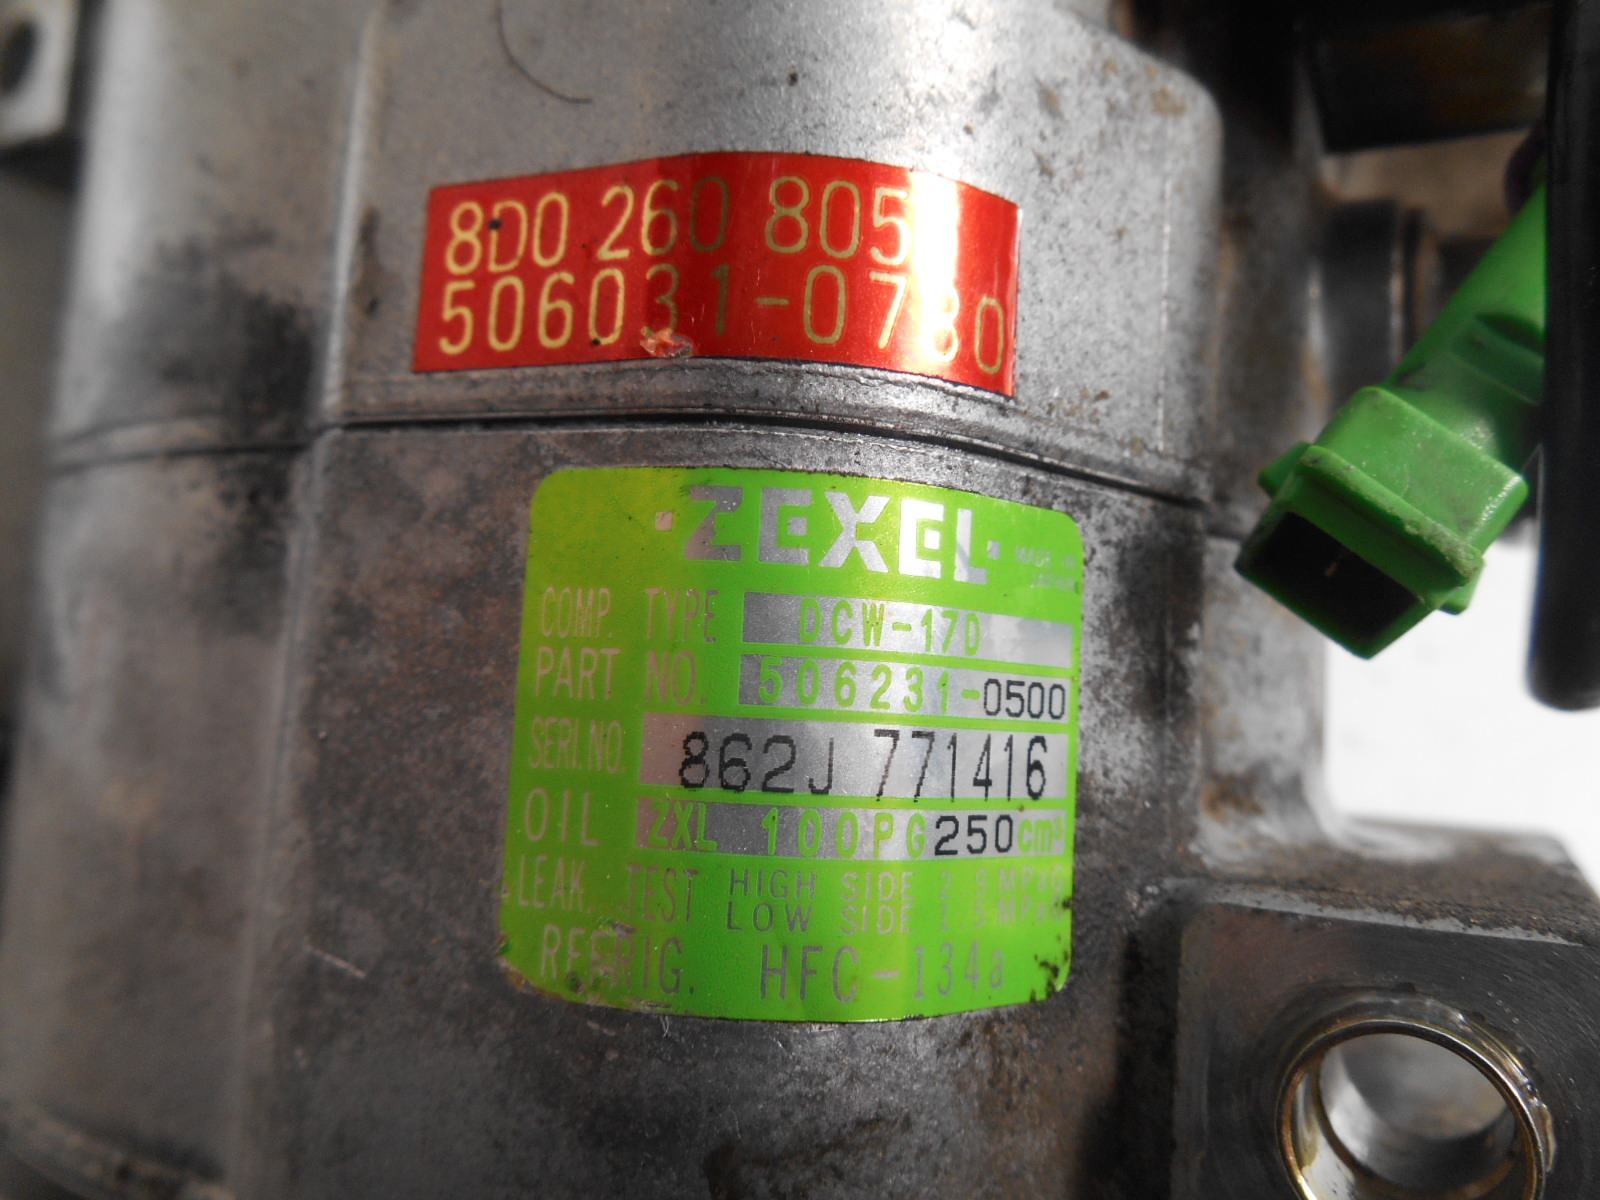 8D0 260 805
506031-0780
ZEXEL
COMP. TYPE DCW-17D
PART NO. 506231-0500
SERI.NO. 862J 771416
OIL ZXL 100PG 250cm³
LEAK TEST HIGH SIDE
LOW SIDE
REFRIG. HFC-134a